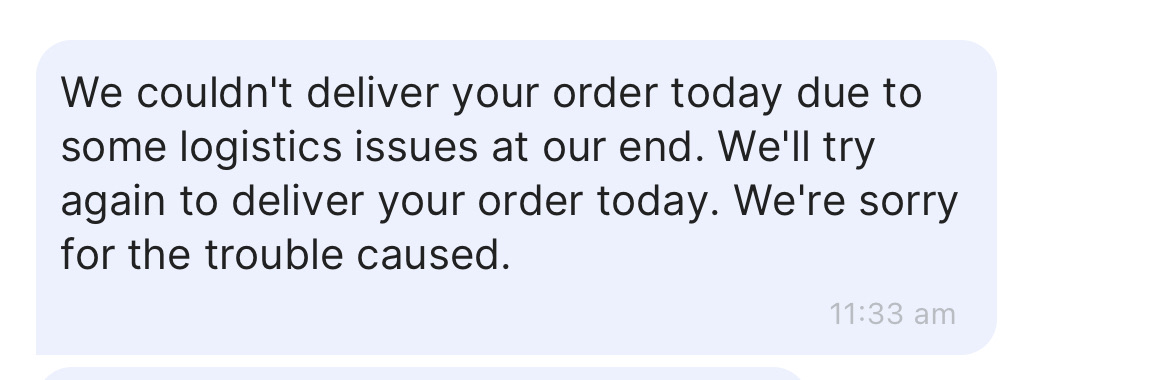 We couldn't deliver your order today due to
some logistics issues at our end. We'll try
again to deliver your order today. We're sorry
for the trouble caused.
11:33 am